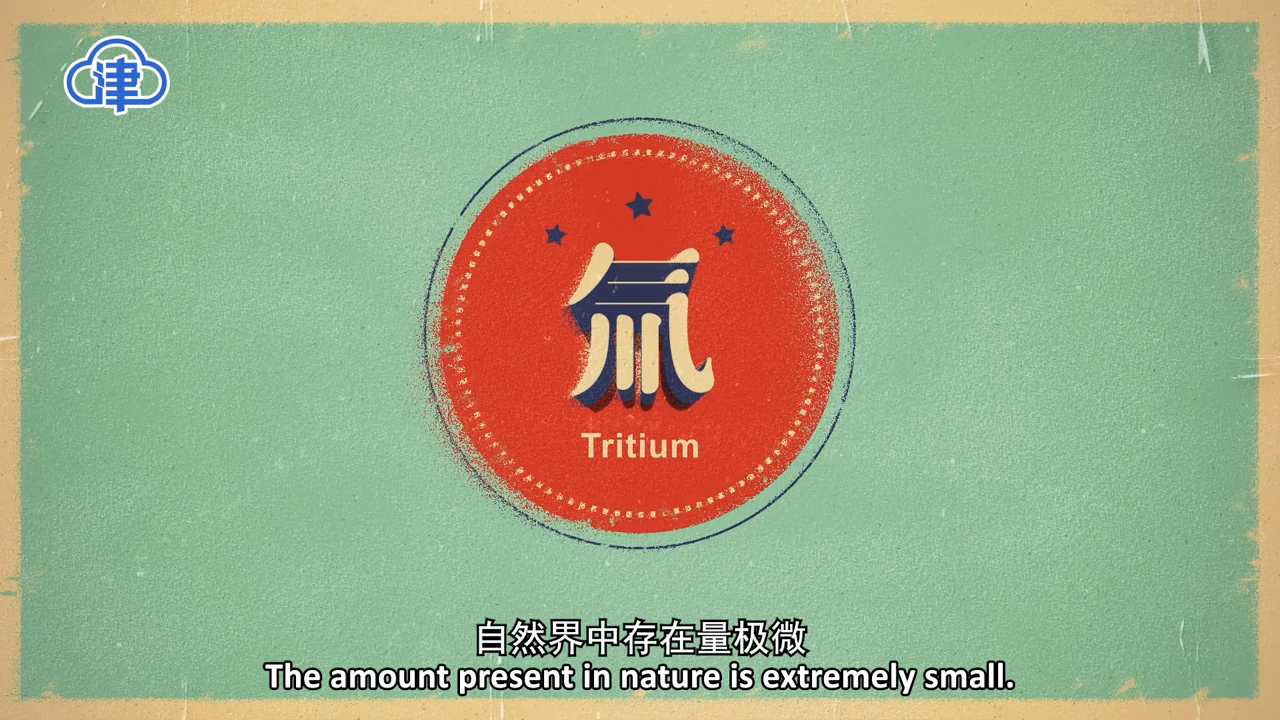 津
氚
Tritium
自然界中存在量极微
The amount present in nature is extremely small.